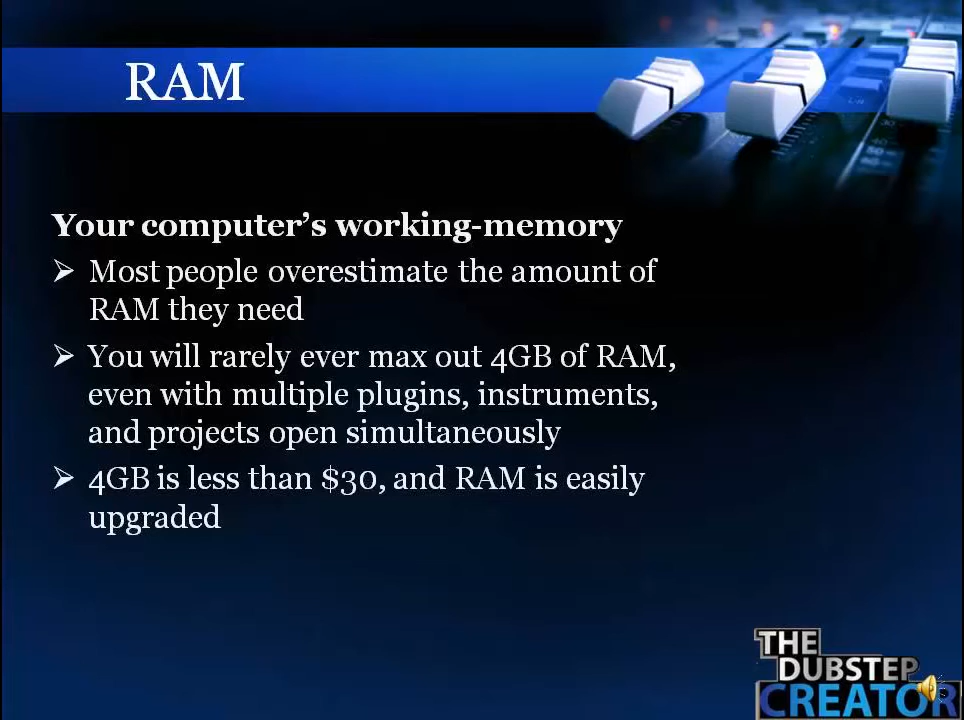 RAM
Your computer's working-memory
➢ Most people overestimate the amount of
RAM they need
➢ You will rarely ever max out 4GB of RAM,
even with multiple plugins, instruments,
and projects open simultaneously
➢ 4GB is less than $30, and RAM is easily
upgraded
THE
DUBSTEP
CREATOR